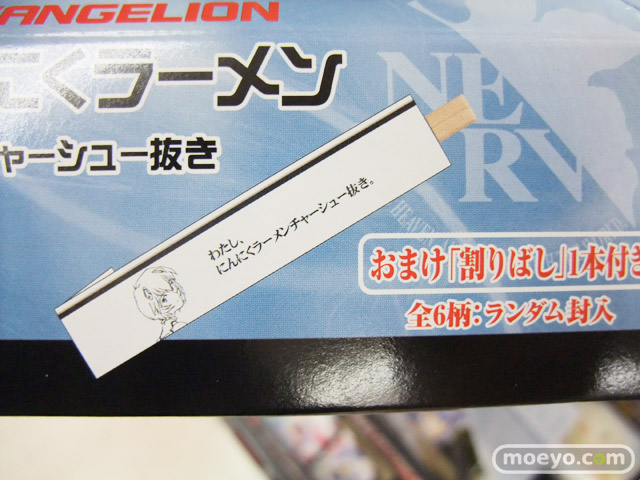 VANGELION
にくラーメン
ャーシュー抜き
NE
RV
わたし、
にんにくラーメンチャーシュー抜き。
おまけ「割りばし」1本付き
全6柄:ランダム封入
moeyo.com